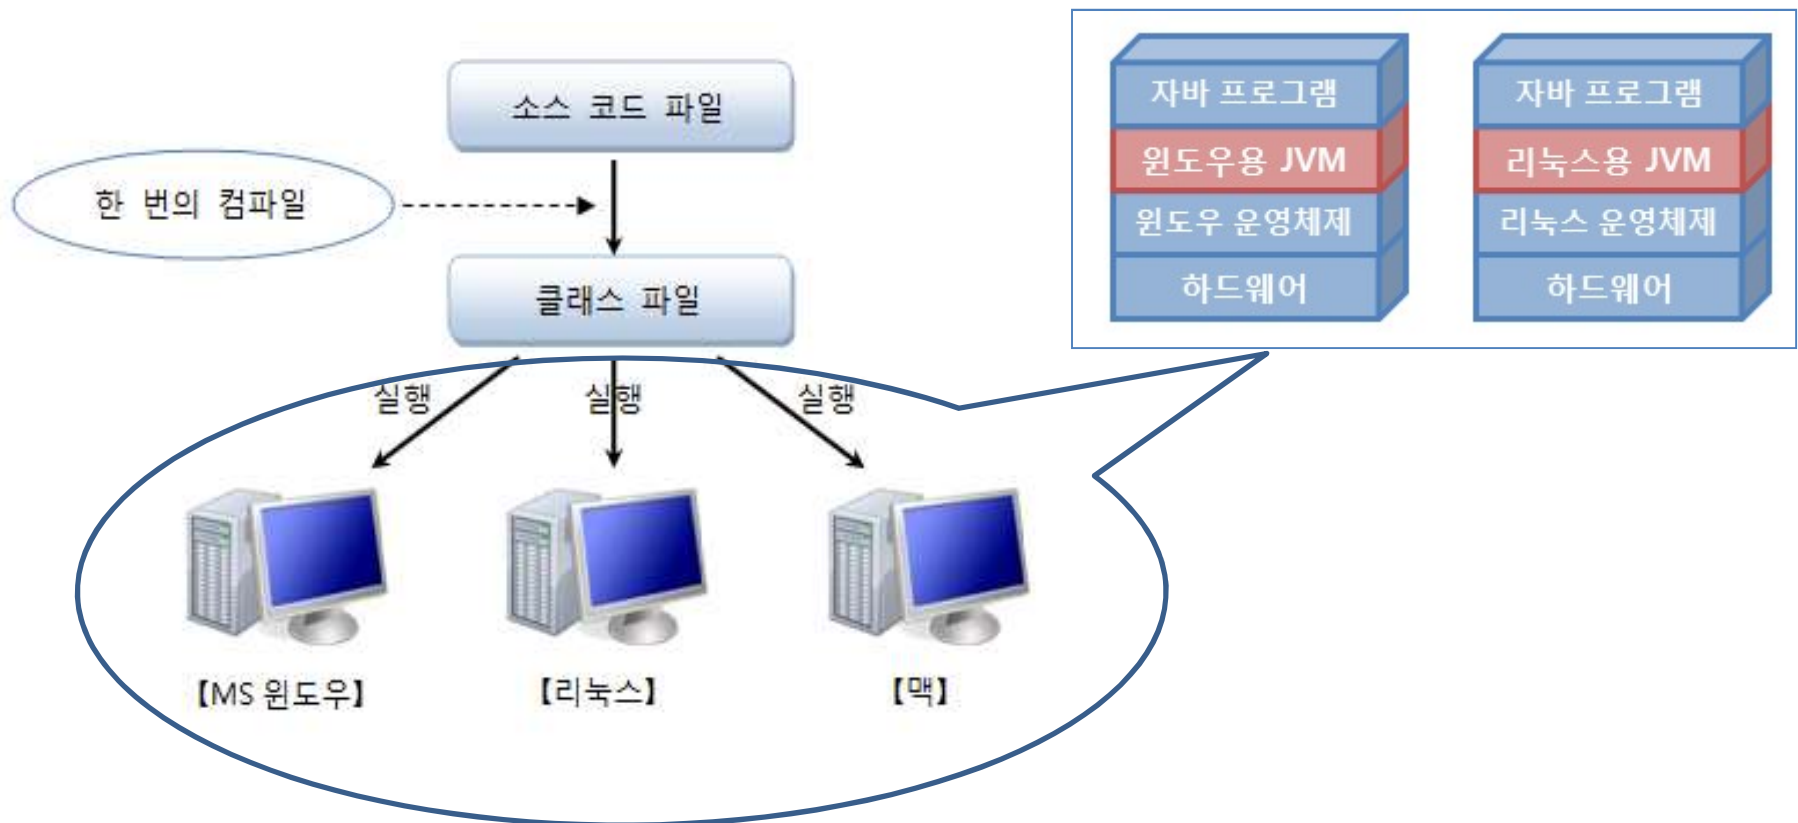 소스 코드 파일
한 번의 컴파일
클래스 파일
실행 실행 실행
【MS 윈도우】 【리눅스】 【맥】
자바 프로그램
윈도우용 JVM
윈도우 운영체제
하드웨어
자바 프로그램
리눅스용 JVM
리눅스 운영체제
하드웨어